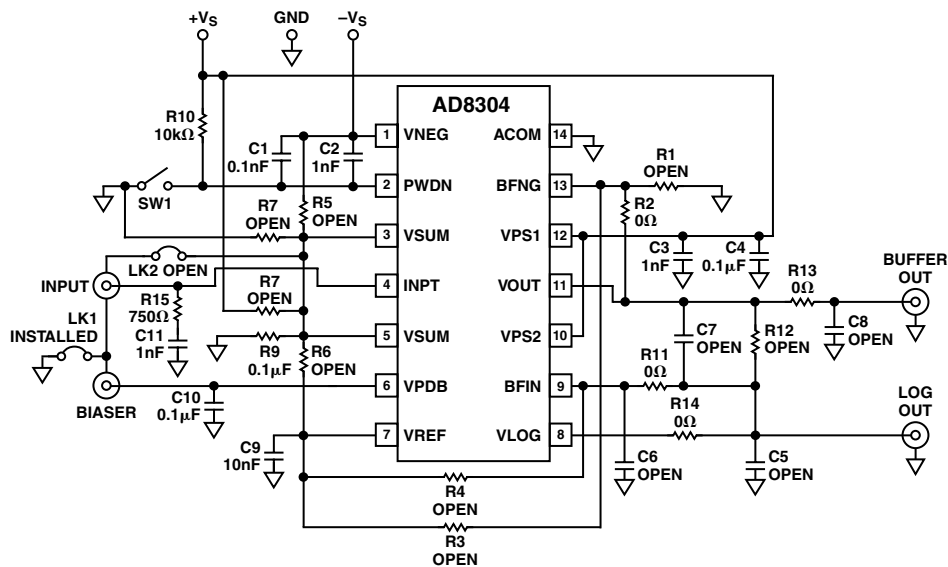 +VS
GND
–VS
AD8304
R10
10kΩ
C1
0.1nF
C2
1nF
1
VNEG
ACOM
14
R1
OPEN
2
PWDN
BFNG
13
SW1
R7
OPEN
R5
OPEN
R2
0Ω
3
VSUM
VPS1
12
C3
1nF
C4
0.1µF
LK2 OPEN
INPUT
4
INPT
VOUT
11
R13
0Ω
BUFFER
OUT
R15
750Ω
R7
OPEN
LK1
INSTALLED
C11
1nF
5
VSUM
VPS2
10
C7
OPEN
R12
OPEN
C8
OPEN
R9
0.1µF
R6
OPEN
R11
0Ω
BIASER
C10
0.1µF
6
VPDB
BFIN
9
R14
0Ω
LOG
OUT
C9
10nF
7
VREF
VLOG
8
C6
OPEN
C5
OPEN
R4
OPEN
R3
OPEN